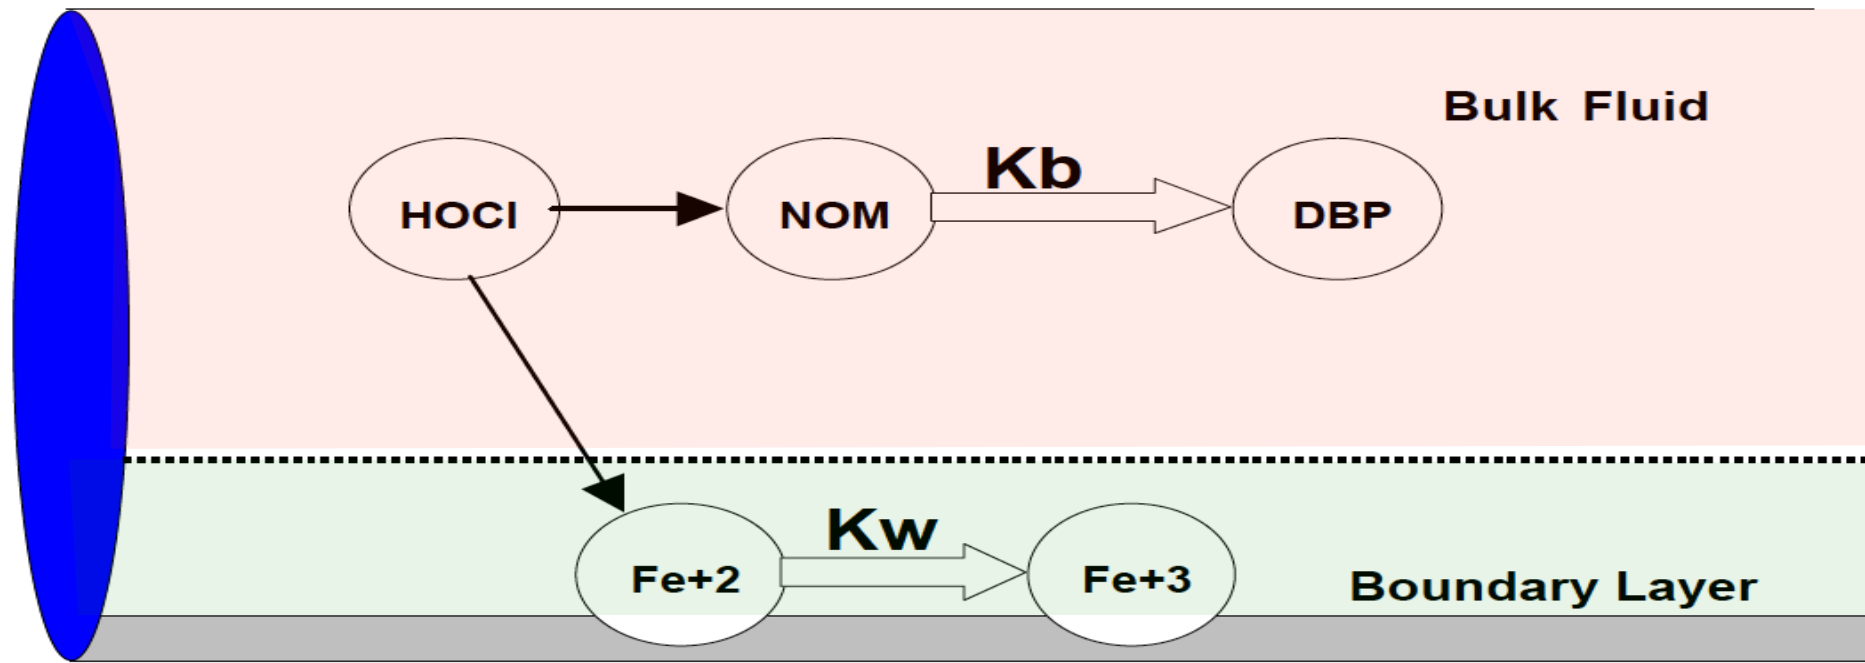 Bulk Fluid
Kb
HOCl
NOM
DBP
Kw
Fe+2
Fe+3
Boundary Layer